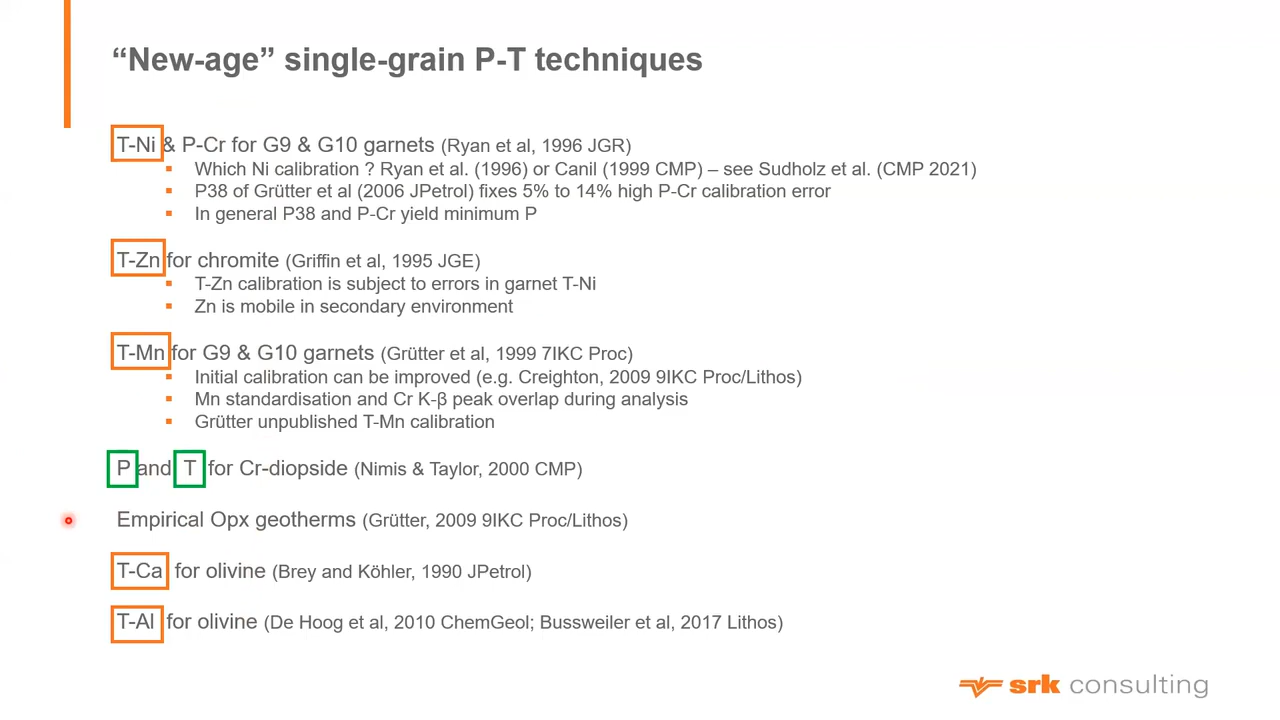 “New-age” single-grain P-T techniques
T-Ni & P-Cr for G9 & G10 garnets (Ryan et al, 1996 JGR)
▪ Which Ni calibration ? Ryan et al. (1996) or Canil (1999 CMP) – see Sudholz et al. (CMP 2021)
▪ P38 of Grütter et al (2006 JPetrol) fixes 5% to 14% high P-Cr calibration error
▪ In general P38 and P-Cr yield minimum P
T-Zn for chromite (Griffin et al, 1995 JGE)
▪ T-Zn calibration is subject to errors in garnet T-Ni
▪ Zn is mobile in secondary environment
T-Mn for G9 & G10 garnets (Grütter et al, 1999 7IKC Proc)
▪ Initial calibration can be improved (e.g. Creighton, 2009 9IKC Proc/Lithos)
▪ Mn standardisation and Cr K-β peak overlap during analysis
▪ Grütter unpublished T-Mn calibration
P and T for Cr-diopside (Nimis & Taylor, 2000 CMP)
Empirical Opx geotherms (Grütter, 2009 9IKC Proc/Lithos)
T-Ca for olivine (Brey and Köhler, 1990 JPetrol)
T-Al for olivine (De Hoog et al, 2010 ChemGeol; Bussweiler et al, 2017 Lithos)
srk consulting